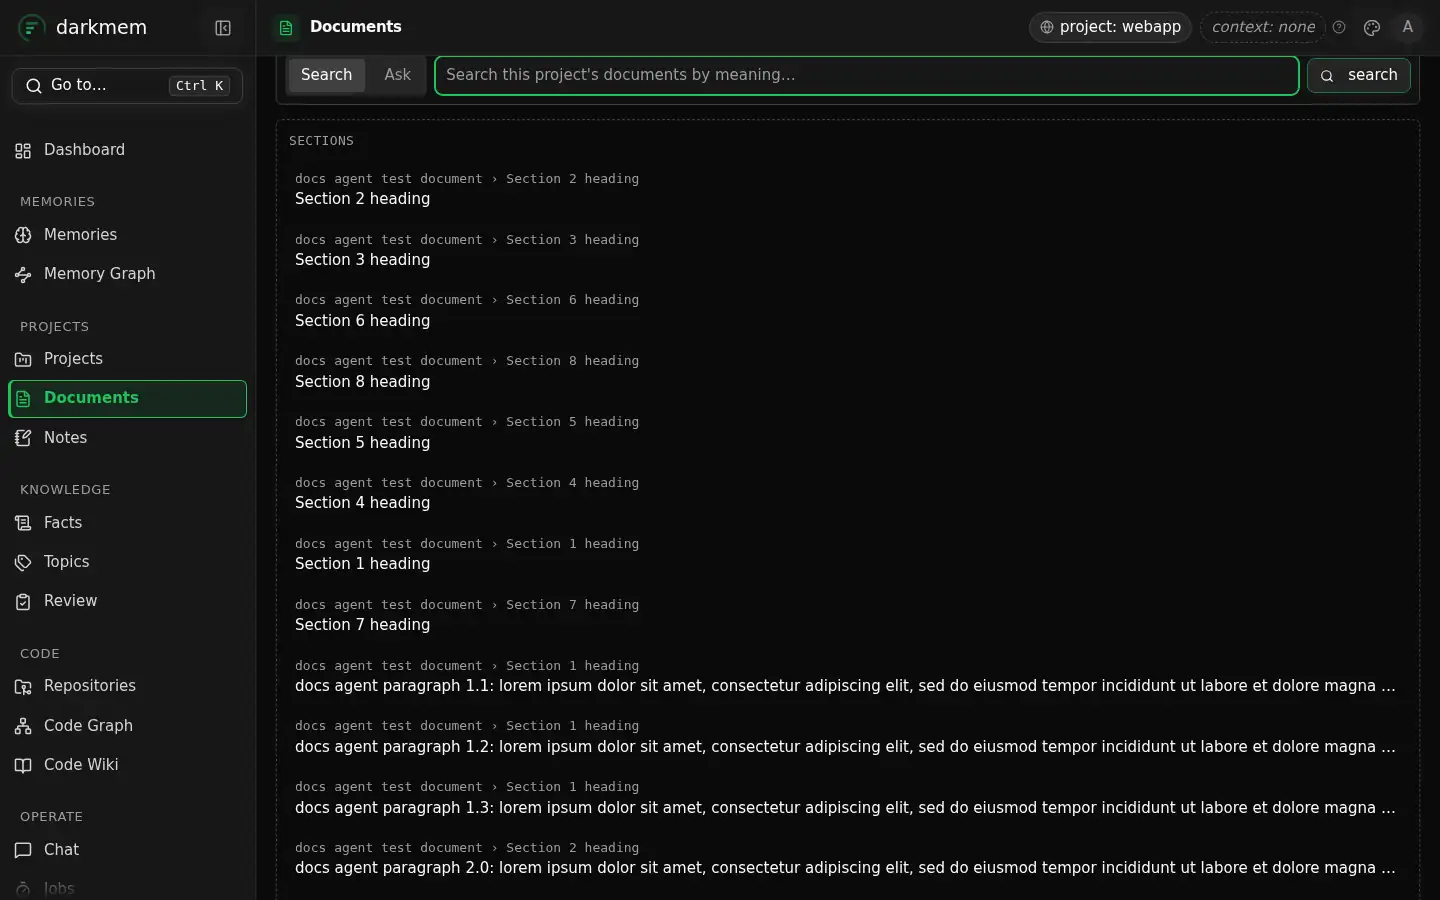 darkmem
Documents
project: webapp
context: none
A
Go to...
Ctrl K
Search
Ask
Search this project's documents by meaning...
search
Dashboard
MEMORIES
Memories
Memory Graph
PROJECTS
Projects
Documents
Notes
KNOWLEDGE
Facts
Topics
Review
CODE
Repositories
Code Graph
Code Wiki
OPERATE
Chat
Jobs
SECTIONS
docs agent test document › Section 2 heading
Section 2 heading
docs agent test document › Section 3 heading
Section 3 heading
docs agent test document › Section 6 heading
Section 6 heading
docs agent test document › Section 8 heading
Section 8 heading
docs agent test document › Section 5 heading
Section 5 heading
docs agent test document › Section 4 heading
Section 4 heading
docs agent test document › Section 1 heading
Section 1 heading
docs agent test document › Section 7 heading
Section 7 heading
docs agent test document › Section 1 heading
docs agent paragraph 1.1: lorem ipsum dolor sit amet, consectetur adipiscing elit, sed do eiusmod tempor incididunt ut labore et dolore magna ...
docs agent test document › Section 1 heading
docs agent paragraph 1.2: lorem ipsum dolor sit amet, consectetur adipiscing elit, sed do eiusmod tempor incididunt ut labore et dolore magna ...
docs agent test document › Section 1 heading
docs agent paragraph 1.3: lorem ipsum dolor sit amet, consectetur adipiscing elit, sed do eiusmod tempor incididunt ut labore et dolore magna ...
docs agent test document › Section 2 heading
docs agent paragraph 2.0: lorem ipsum dolor sit amet, consectetur adipiscing elit, sed do eiusmod tempor incididunt ut labore et dolore magna ...